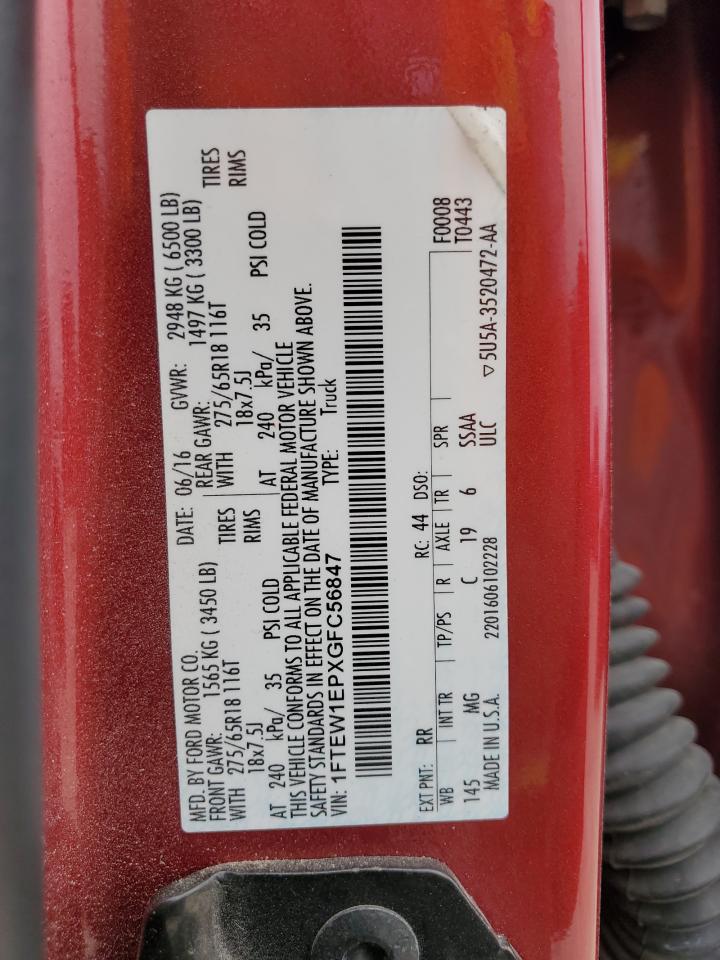 MFD. BY FORD MOTOR CO.
DATE: 06/16 GVWR: 2948 KG ( 6500 LB)
FRONT GAWR: 1565 KG ( 3450 LB) REAR GAWR: 1497 KG ( 3300 LB)
WITH 275/65R18 116T TIRES WITH 275/65R18 116T TIRES
18x7.5J RIMS 18x7.5J RIMS
AT 240 kPa/ 35 PSI COLD AT 240 kPa/ 35 PSI COLD
THIS VEHICLE CONFORMS TO ALL APPLICABLE FEDERAL MOTOR VEHICLE
SAFETY STANDARDS IN EFFECT ON THE DATE OF MANUFACTURE SHOWN ABOVE.
VIN: 1FTEW1EPXGFC56847 TYPE: Truck
EXT PNT: RR RC: 44 DSO: F0008
WB INT TR TP/PS R AXLE TR SPR T0443
145 MG C 19 6 SSAA
MADE IN U.S.A. 2201606102228 ULC ▽5U5A-3520472-AA